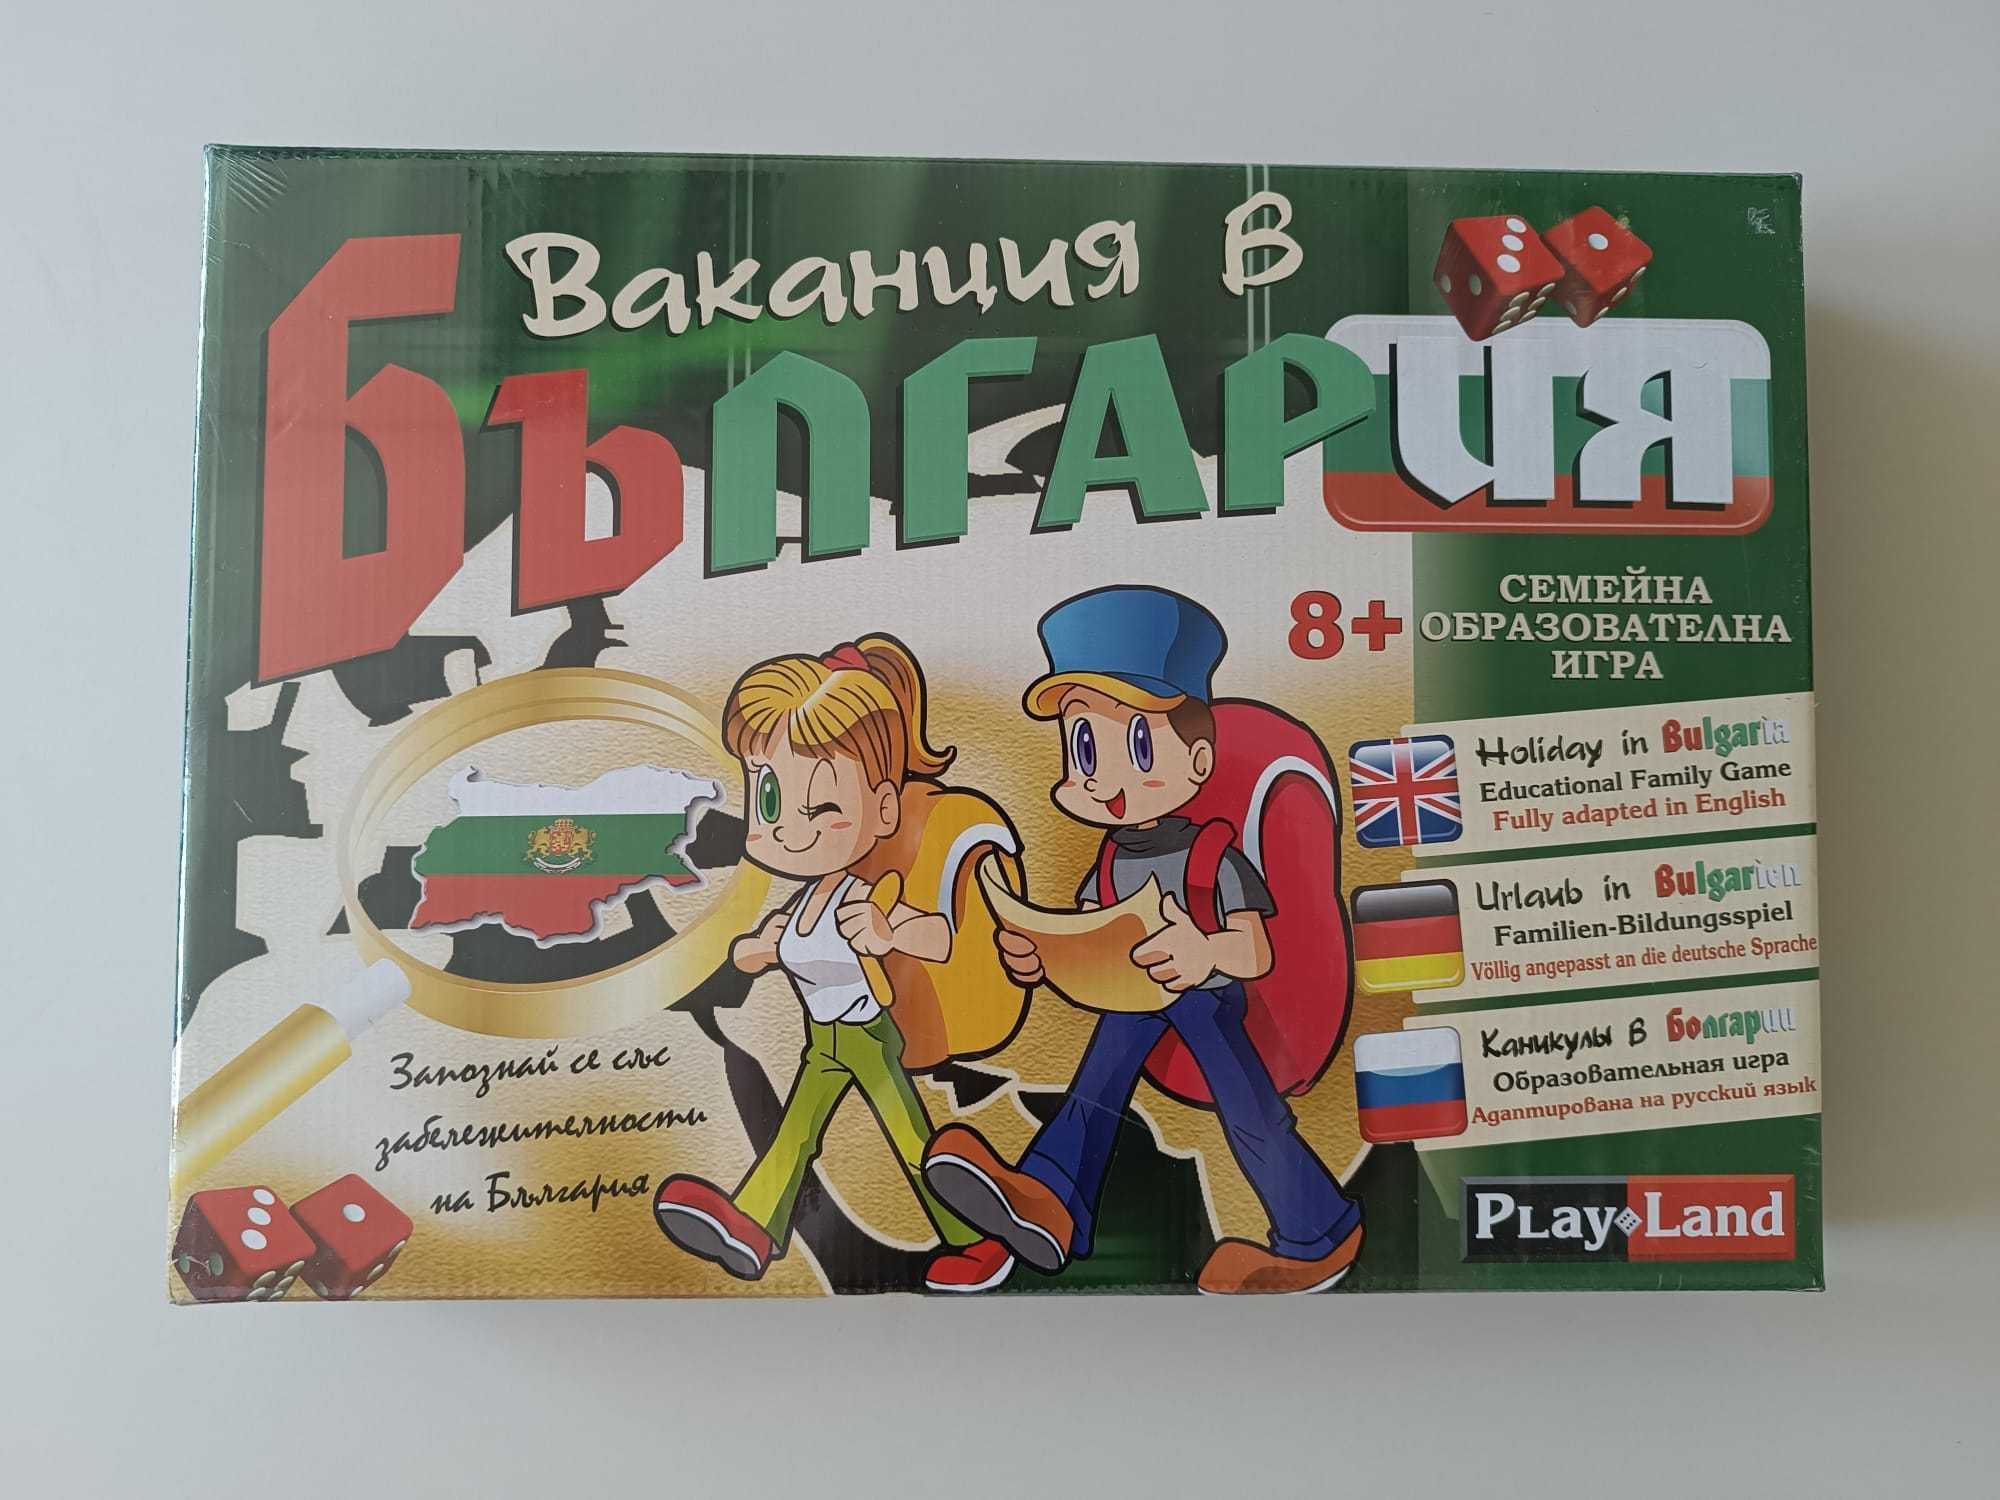 Ваканция в
България
8+
СЕМЕЙНА
ОБРАЗОВАТЕЛНА
ИГРА
Holiday in Bulgaria
Educational Family Game
Fully adapted in English
Urlaub in Bulgarien
Familien-Bildungsspiel
Völlig angepasst an die deutsche Sprache
Каникулы в Болгарии
Образовательная игра
Адаптирована на русский язык
Запознай се със
забележителности
на България
Play Land